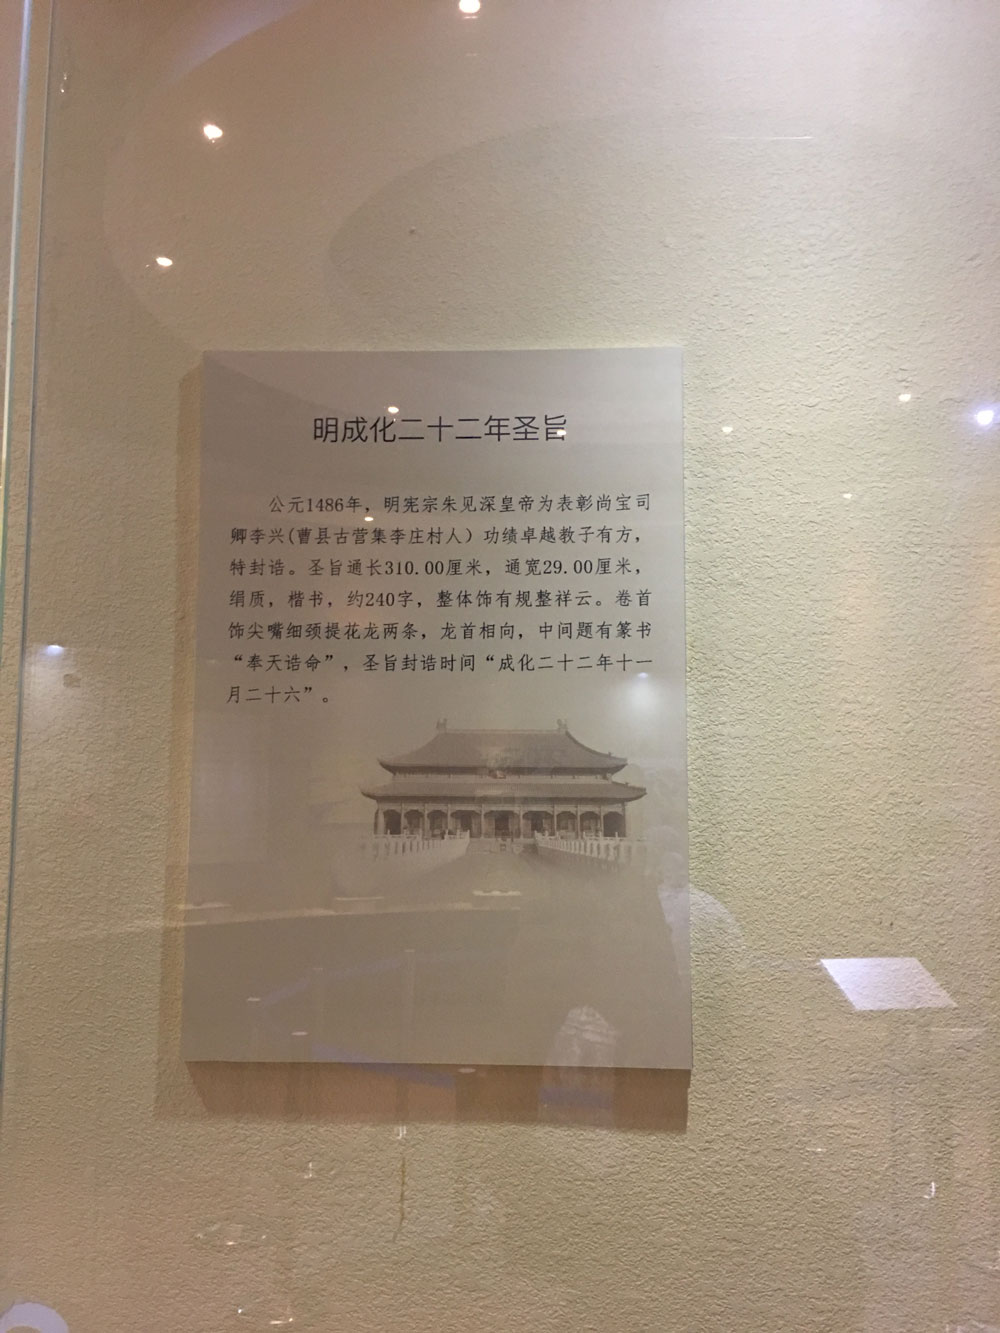 明成化二十二年圣旨
公元1486年，明宪宗朱见深皇帝为表彰尚宝司
卿李兴(曹县古营集李庄村人）功绩卓越教子有方，
特封诰。圣旨通长310.00厘米，通宽29.00厘米，
绢质，楷书，约240字，整体饰有规整祥云。卷首
饰尖嘴细颈提花龙两条，龙首相向，中间题有篆书
“奉天诰命”，圣旨封诰时间“成化二十二年十一
月二十六”。